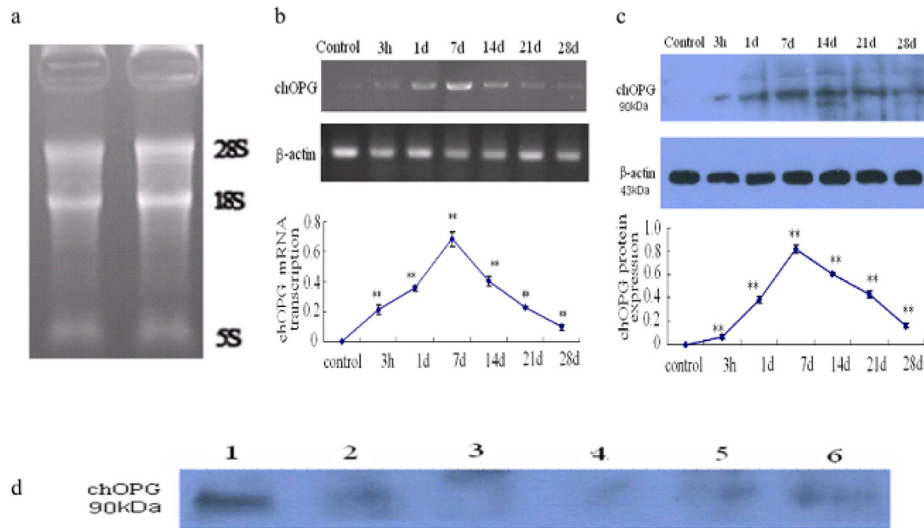 a
28S
18S
5S
b
Control 3h 1d 7d 14d 21d 28d
chOPG
β-actin
chOPG mRNA
transcription
0.8
0.6
0.4
0.2
0
** ** ** ** ** *
control 3h 1d 7d 14d 21d 28d
c
Control 3h 1d 7d 14d 21d 28d
chOPG
90kDa
β-actin
43kDa
chOPG protein
expression
1.0
0.8
0.6
0.4
0.2
0
** ** ** ** ** **
control 3h 1d 7d 14d 21d 28d
d
1 2 3 4 5 6
chOPG
90kDa